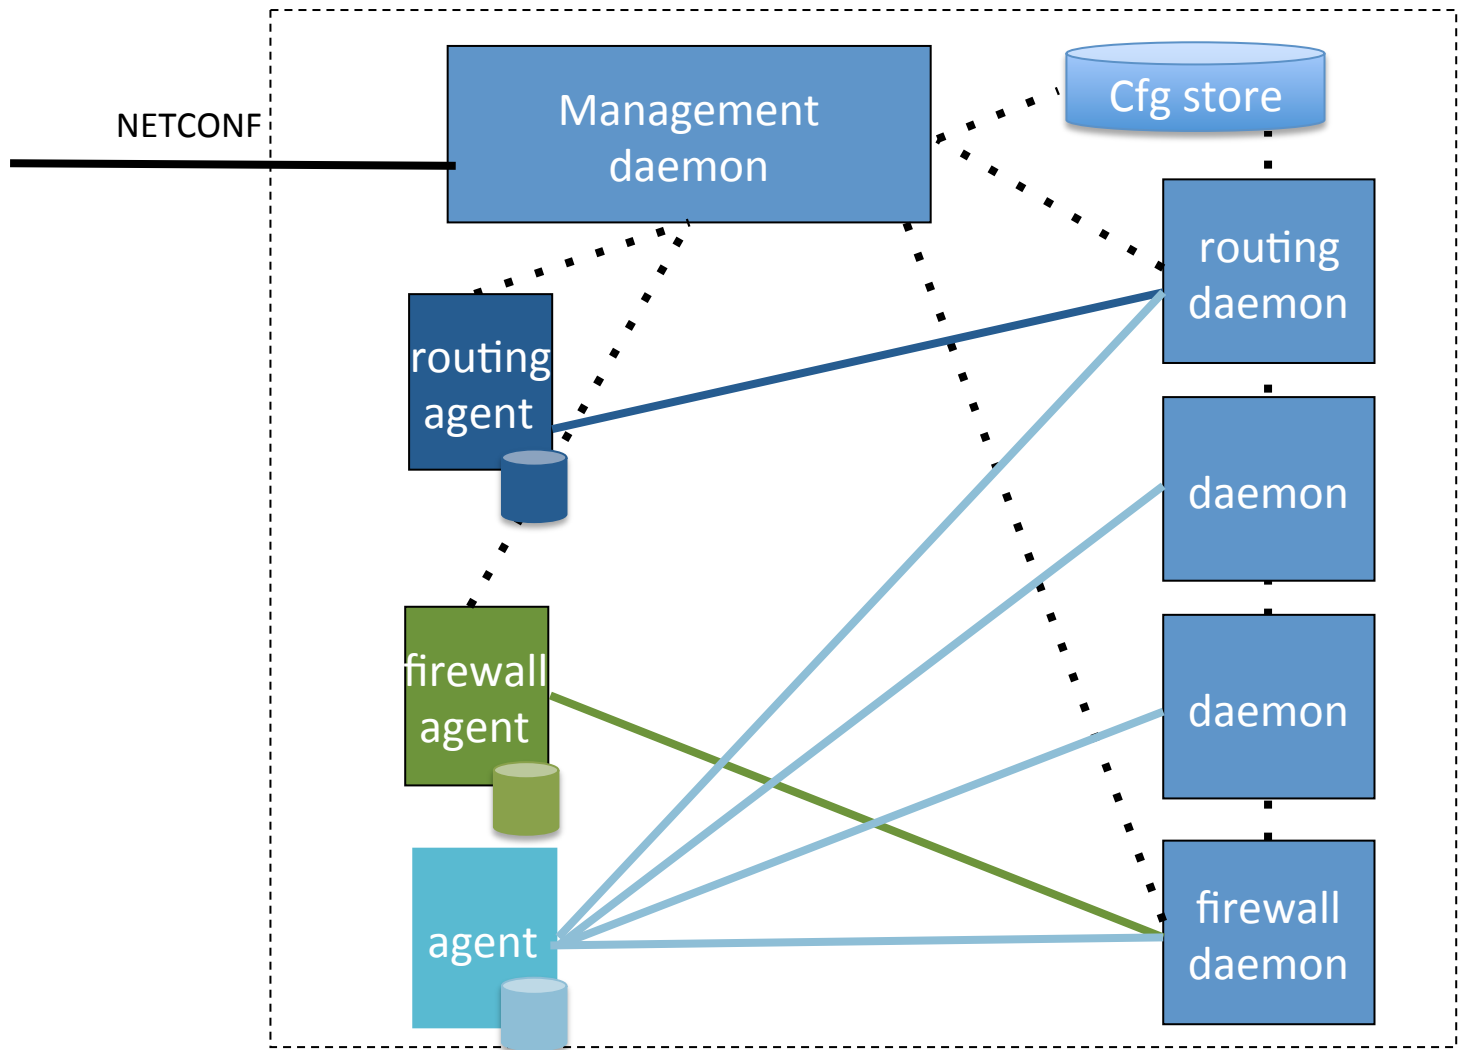 NETCONF
Management
daemon
Cfg store
routing
daemon
routing
agent
daemon
firewall
agent
daemon
agent
firewall
daemon